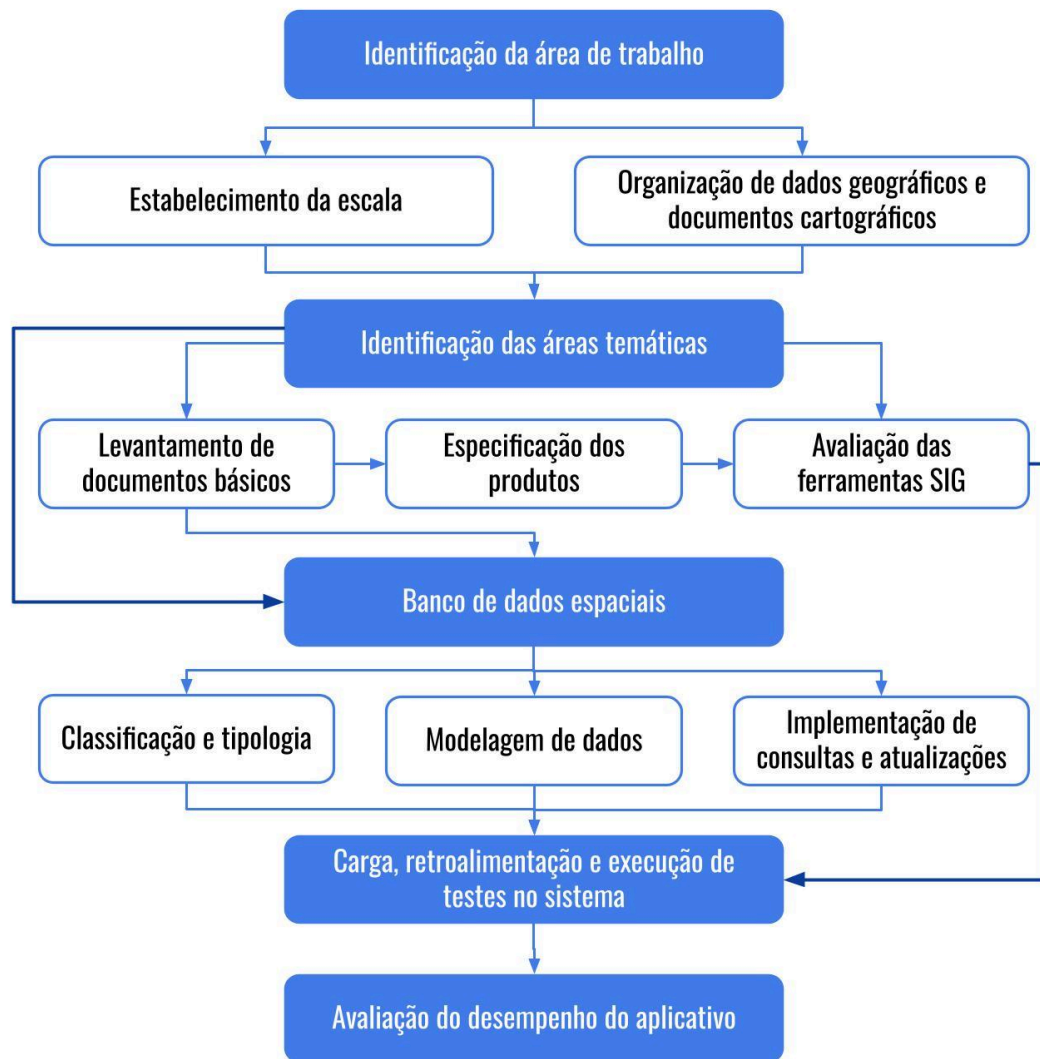 Identificação da área de trabalho
Estabelecimento da escala
Organização de dados geográficos e
documentos cartográficos
Identificação das áreas temáticas
Levantamento de
documentos básicos
Especificação dos
produtos
Avaliação das
ferramentas SIG
Banco de dados espaciais
Classificação e tipologia
Modelagem de dados
Implementação de
consultas e atualizações
Carga, retroalimentação e execução de
testes no sistema
Avaliação do desempenho do aplicativo